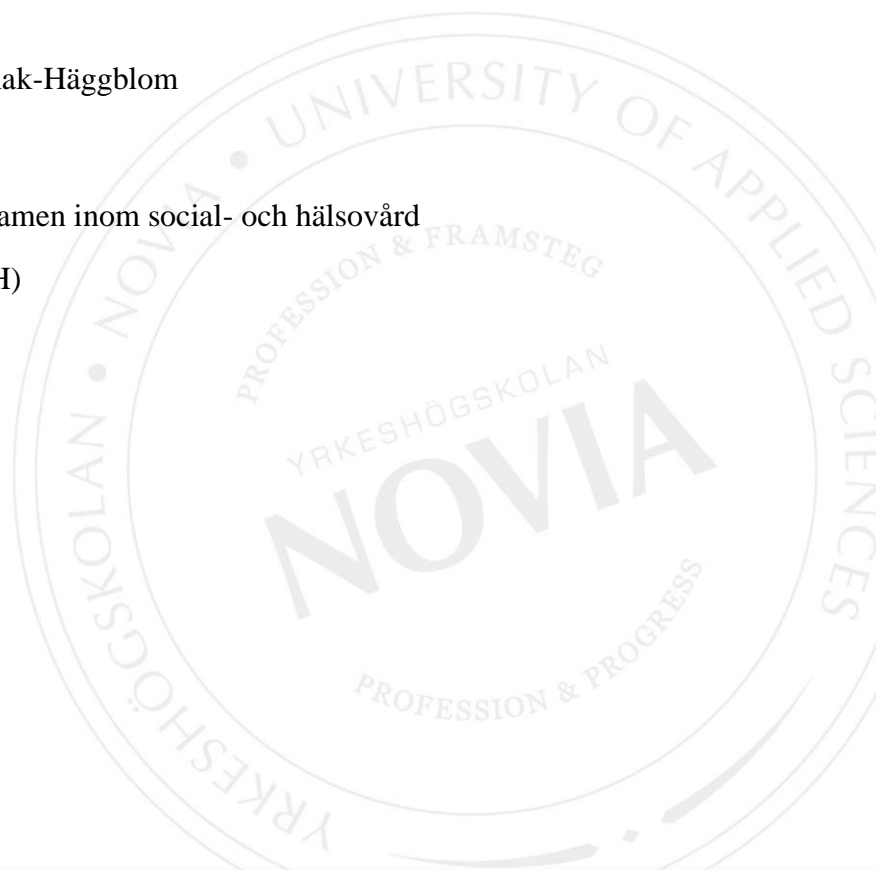 ak-Häggblom
amen inom social- och hälsovård
H)
YRKESHÖGSKOLAN • NOVIA • UNIVERSITY OF APPLIED SCIENCES
PROFESSION & FRAMSTEG
YRKESHÖGSKOLAN
NOVIA
PROFESSION & PROGRESS